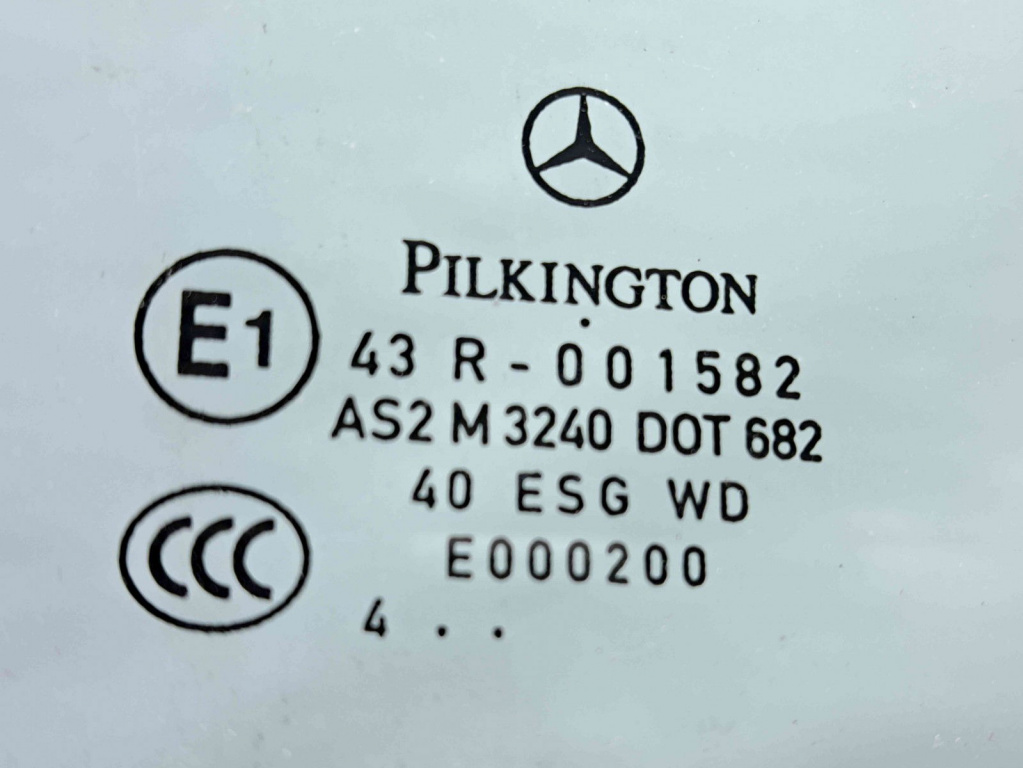 PILKINGTON
E1
43 R - 001582
AS2 M 3240 DOT 682
40 ESG WD
CCC
E000200
4 . .